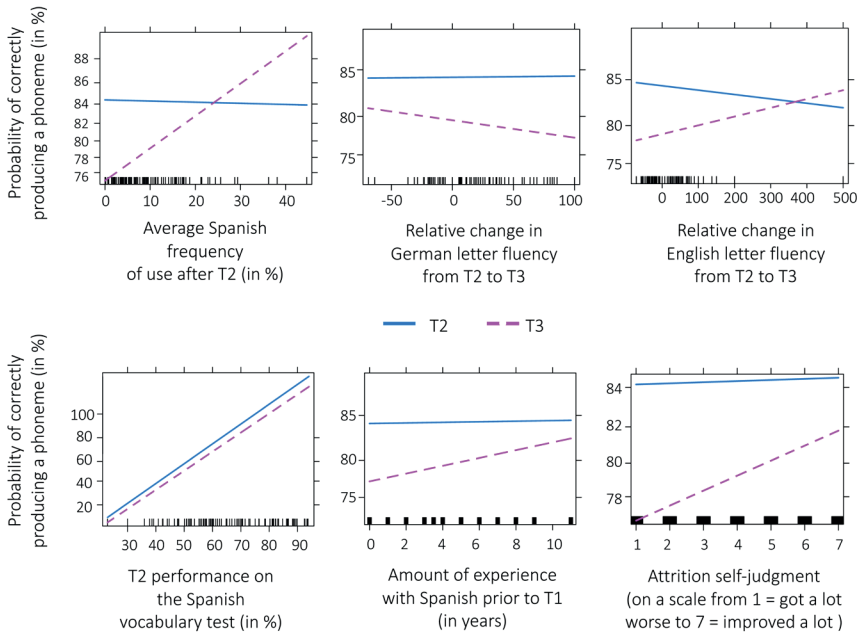 Probability of correctly
producing a phoneme (in %)
88
86
84
82
80
78
76
0 10 20 30 40
Average Spanish
frequency
of use after T2 (in %)
85
80
75
-50 0 50 100
Relative change in
German letter fluency
from T2 to T3
85
80
75
0 100 200 300 400 500
Relative change in
English letter fluency
from T2 to T3
T2 T3
Probability of correctly
producing a phoneme (in %)
100
80
60
40
20
30 40 50 60 70 80 90
T2 performance on
the Spanish
vocabulary test (in %)
85
80
75
0 2 4 6 8 10
Amount of experience
with Spanish prior to T1
(in years)
84
82
80
78
1 2 3 4 5 6 7
Attrition self-judgment
(on a scale from 1 = got a lot
worse to 7 = improved a lot )